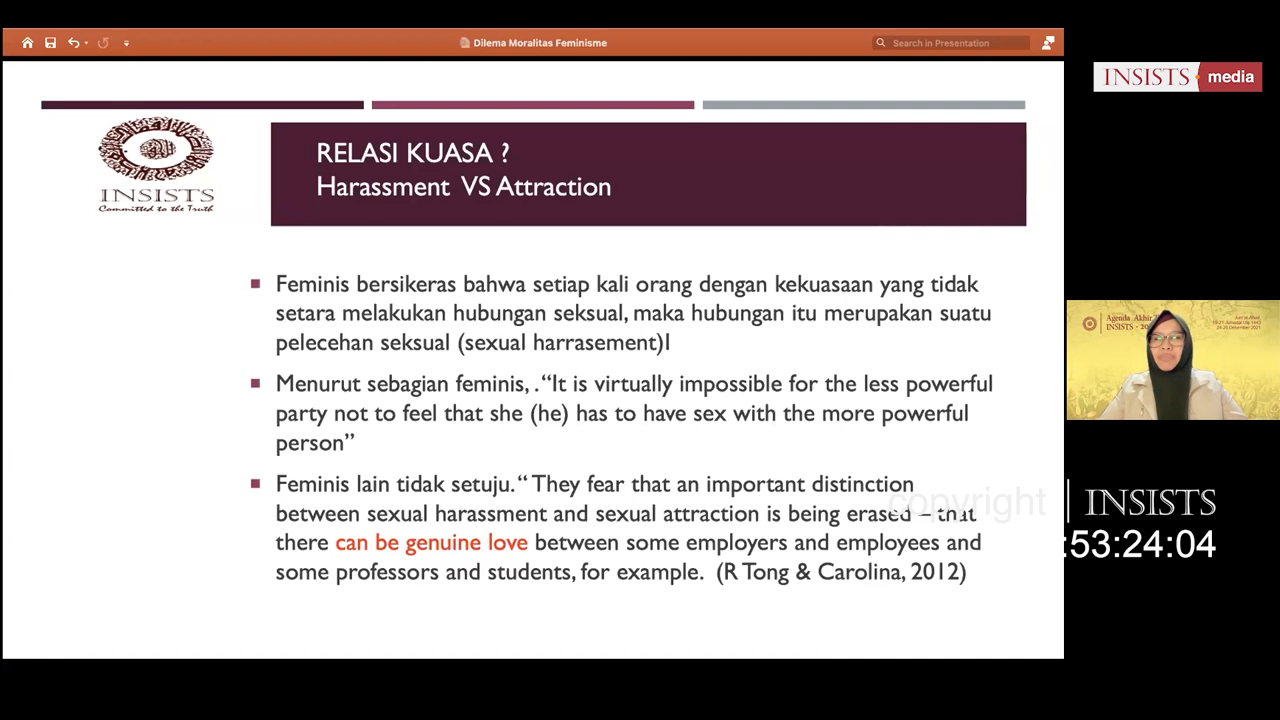 Dilema Moralitas Feminisme
Search in Presentation
INSISTS media
INSISTS
Committed to the Truth
RELASI KUASA ?
Harassment VS Attraction
Feminis bersikeras bahwa setiap kali orang dengan kekuasaan yang tidak
setara melakukan hubungan seksual, maka hubungan itu merupakan suatu
pelecehan seksual (sexual harrasement)I
Menurut sebagian feminis, . “It is virtually impossible for the less powerful
party not to feel that she (he) has to have sex with the more powerful
person”
Feminis lain tidak setuju. “ They fear that an important distinction
between sexual harassment and sexual attraction is being erased – that
there can be genuine love between some employers and employees and
some professors and students, for example. (R Tong & Carolina, 2012)
Agenda Akhir
INSISTS
copyright
INSISTS
:53:24:04